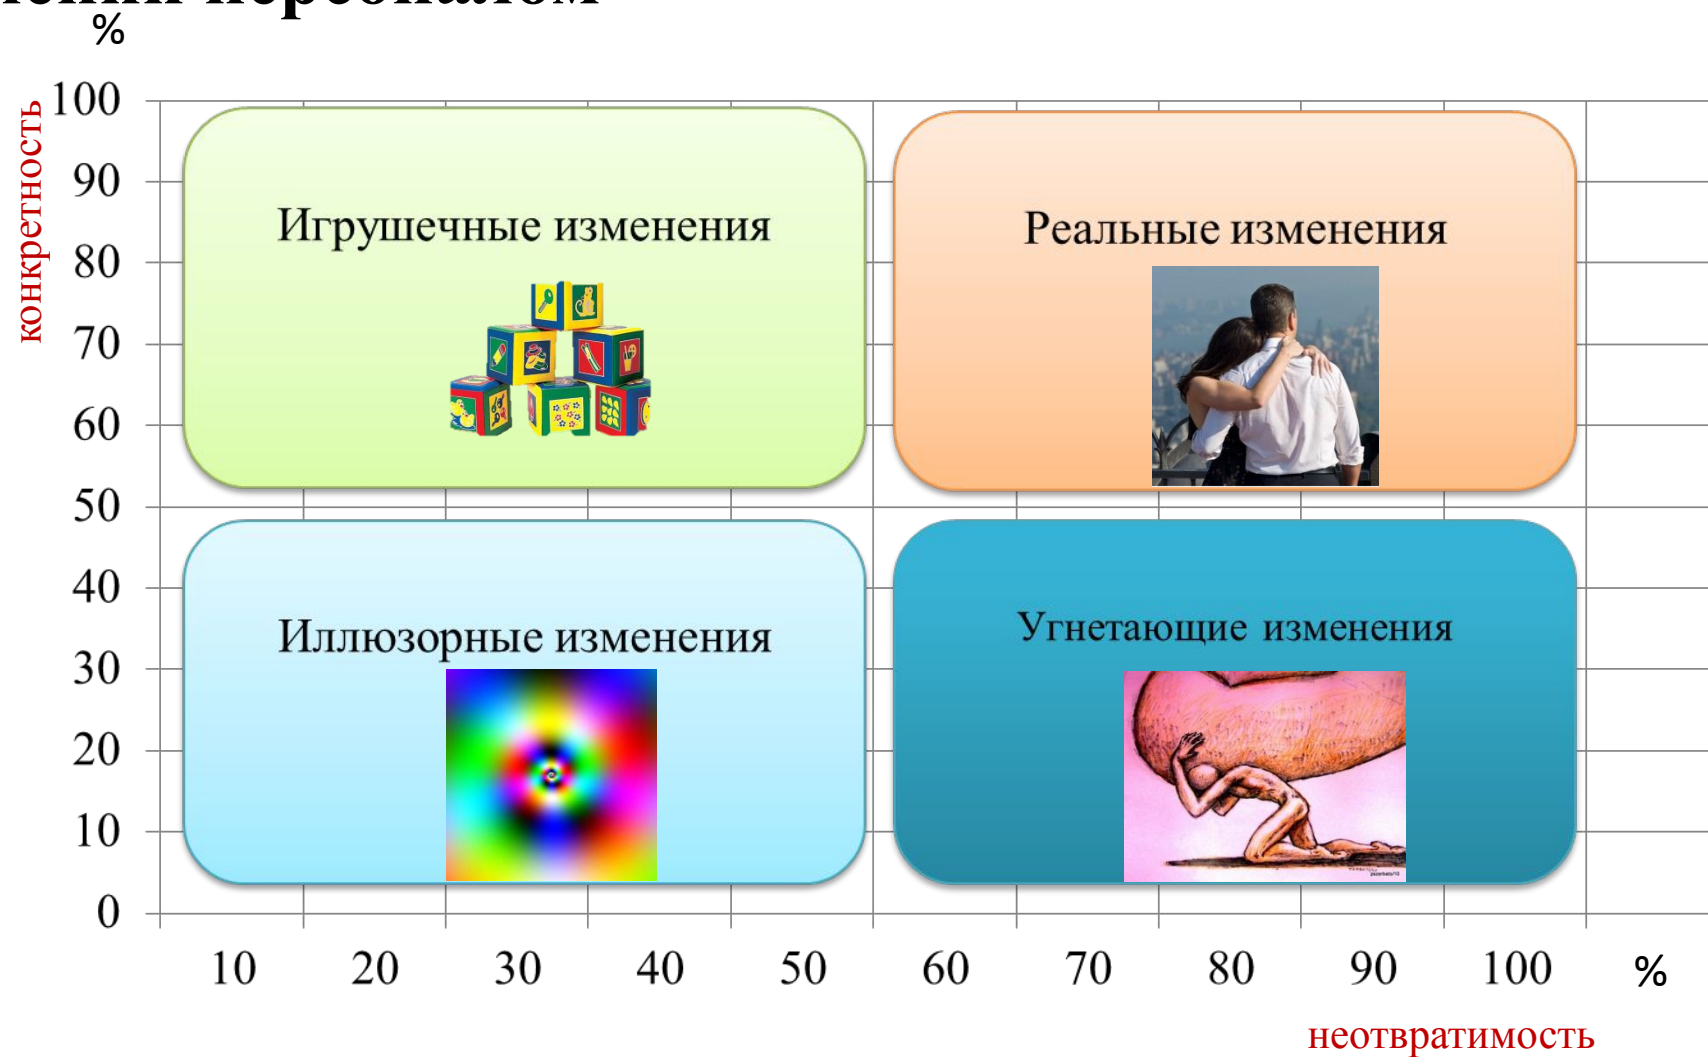 персоналом
%
100
90
80
70
60
50
40
30
20
10
0
конкретность
Игрушечные изменения
Реальные изменения
Иллюзорные изменения
Угнетающие изменения
10 20 30 40 50 60 70 80 90 100 %
неотвратимость